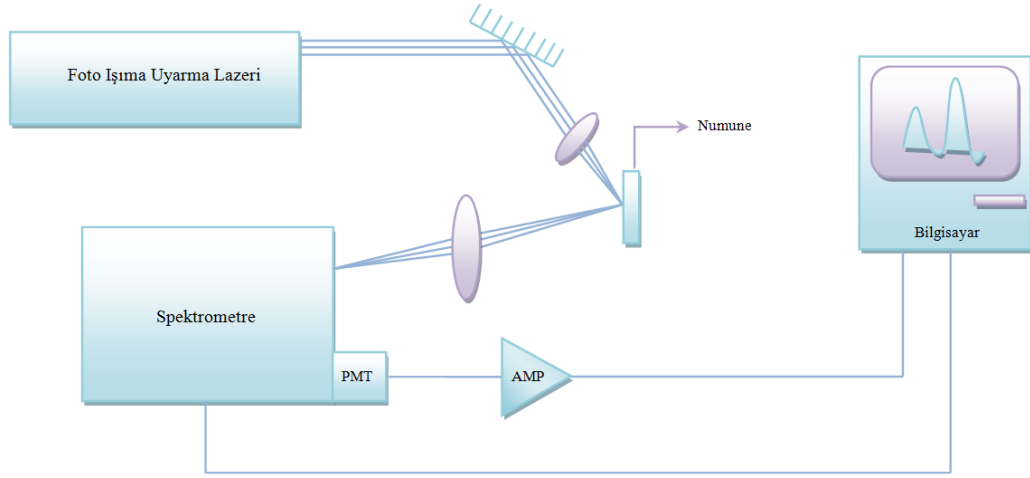 Foto Işıma Uyarma Lazeri
Numune
Bilgisayar
Spektrometre
PMT
AMP